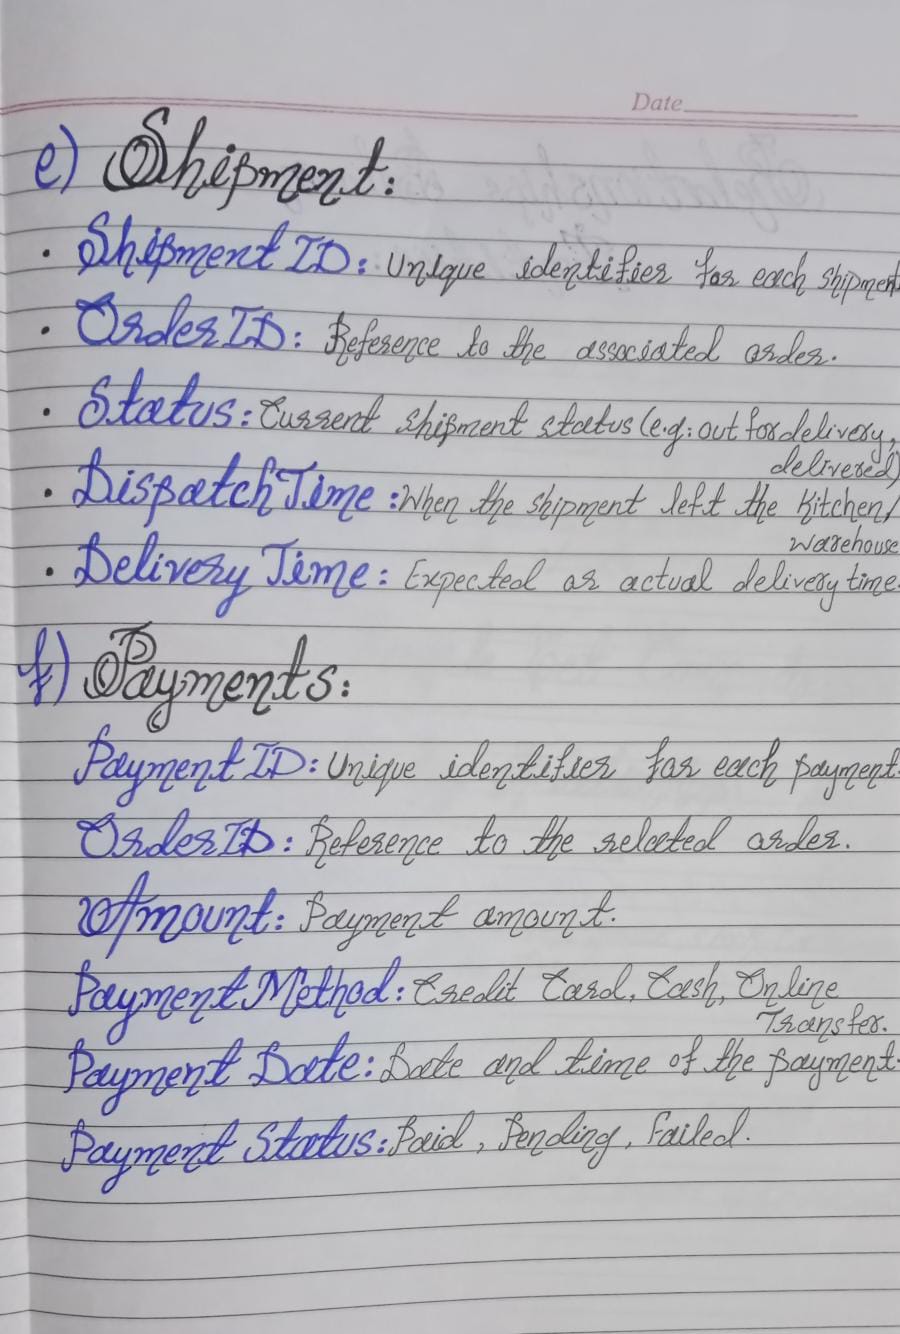 Date
e) Shipment:
• Shipment ID: Unique identifier for each shipment
• Order ID: Reference to the associated order.
• Status: Current shipment status (e.g: out for delivery,
delivered)
• Dispatch Time: When the shipment left the Kitchen/
warehouse
• Delivery Time: Expected or actual delivery time.
f) Payments:
Payment ID: Unique identifier for each payment.
Order ID: Reference to the related order.
Amount: Payment amount.
Payment Method: Credit Card, Cash, Online
Transfer.
Payment Date: Date and time of the payment.
Payment Status: Paid, Pending, Failed.